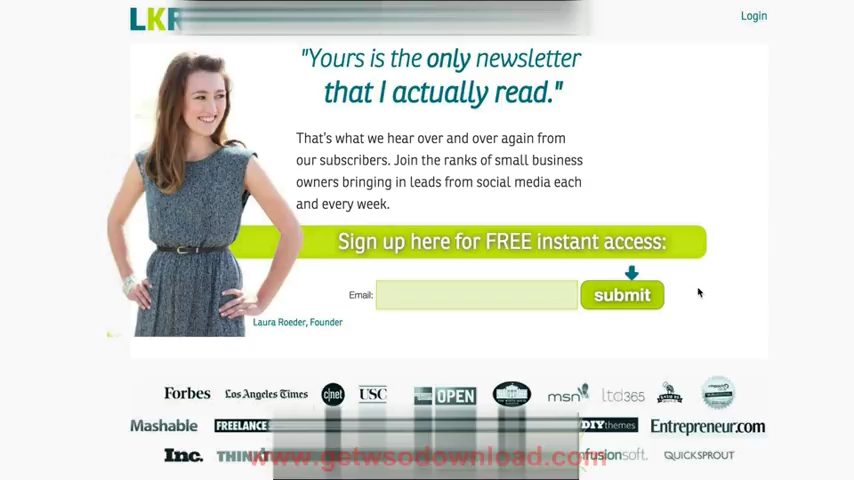 LKR
Login
"Yours is the only newsletter
that I actually read."
That's what we hear over and over again from
our subscribers. Join the ranks of small business
owners bringing in leads from social media each
and every week.
Sign up here for FREE instant access:
Email:
submit
Laura Roeder, Founder
Forbes Los Angeles Times c|net USC OPEN msn ltd365
Mashable FREELANCE DIYthemes Entrepreneur.com
Inc. THINKT fusionsoft. QUICKSPROUT
www.getwsodownload.com